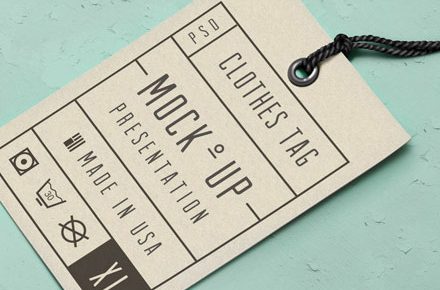 PSD
CLOTHES TAG
MOCK UP
PRESENTATION
MADE IN USA
30
XL